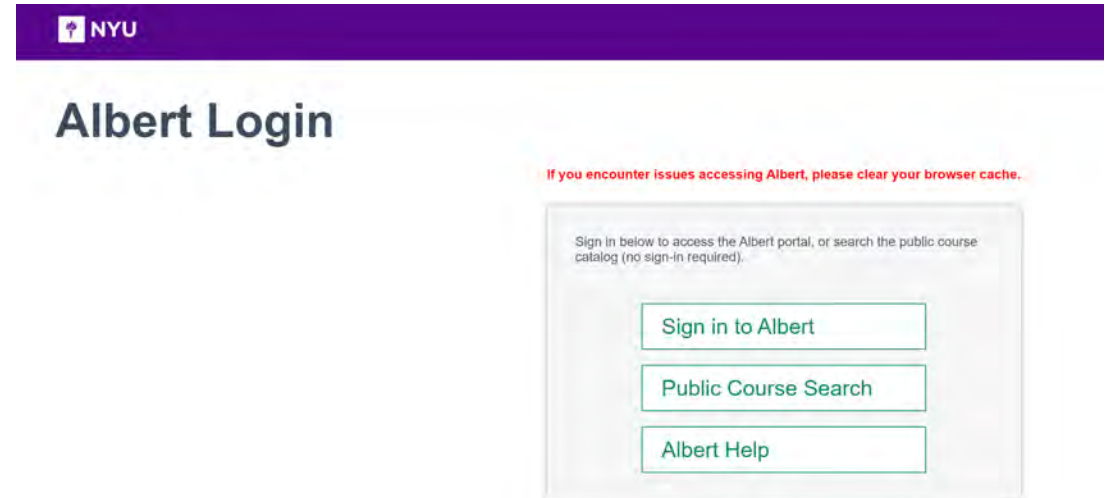 NYU
Albert Login
If you encounter issues accessing Albert, please clear your browser cache.
Sign in below to access the Albert portal, or search the public course
catalog (no sign-in required).
Sign in to Albert
Public Course Search
Albert Help